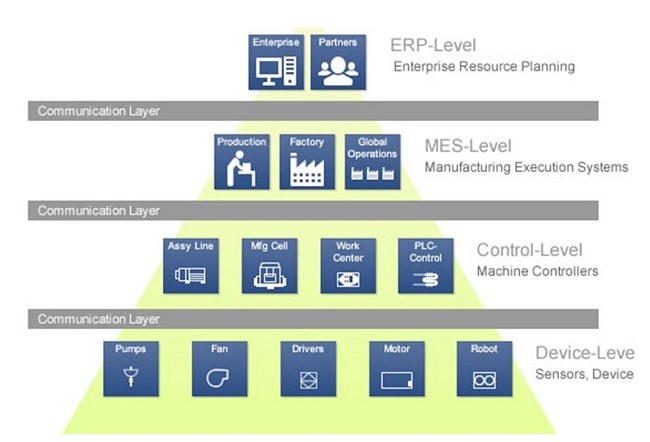 Enterprise
Partners
ERP-Level
Enterprise Resource Planning
Communication Layer
Production
Factory
Global
Operations
MES-Level
Manufacturing Execution Systems
Communication Layer
Assy Line
Mfg Cell
Work
Center
PLC-
Control
Control-Level
Machine Controllers
Communication Layer
Pumps
Fan
Drivers
Motor
Robot
Device-Leve
Sensors, Device